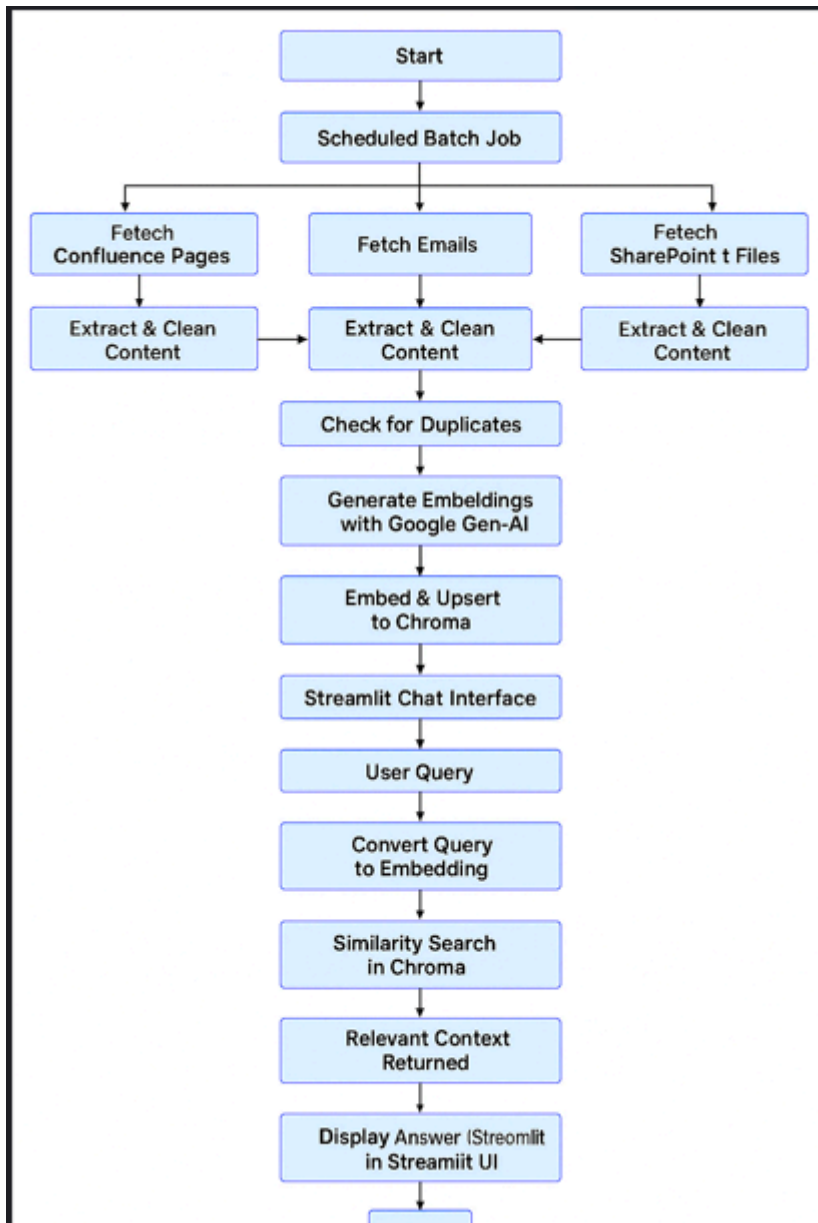 Start
Scheduled Batch Job
Fetech
Confluence Pages
Fetch Emails
Fetech
SharePoint t Files
Extract & Clean
Content
Extract & Clean
Content
Extract & Clean
Content
Check for Duplicates
Generate Embeldings
with Google Gen-AI
Embed & Upsert
to Chroma
Streamlit Chat Interface
User Query
Convert Query
to Embedding
Similarity Search
in Chroma
Relevant Context
Returned
Display Answer (Streomlit
in Streamiit UI